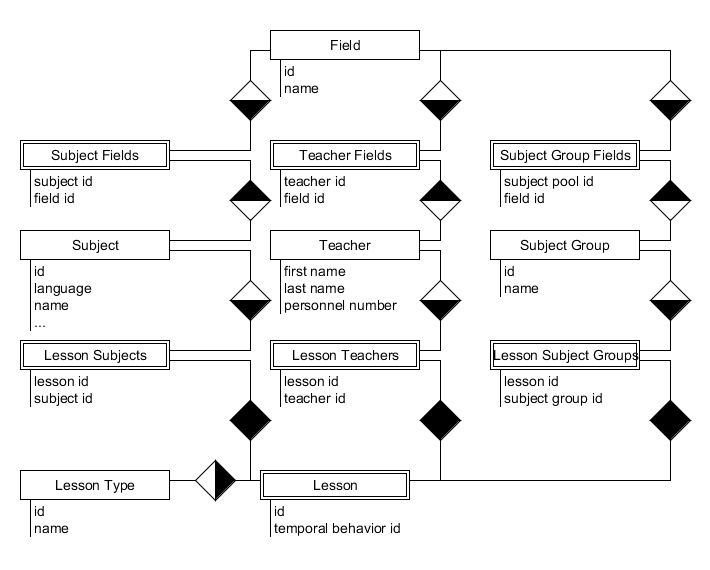 Field
id
name
Subject Fields
subject id
field id
Teacher Fields
teacher id
field id
Subject Group Fields
subject pool id
field id
Subject
id
language
name
...
Teacher
first name
last name
personnel number
Subject Group
id
name
Lesson Subjects
lesson id
subject id
Lesson Teachers
lesson id
teacher id
Lesson Subject Groups
lesson id
subject group id
Lesson Type
id
name
Lesson
id
temporal behavior id